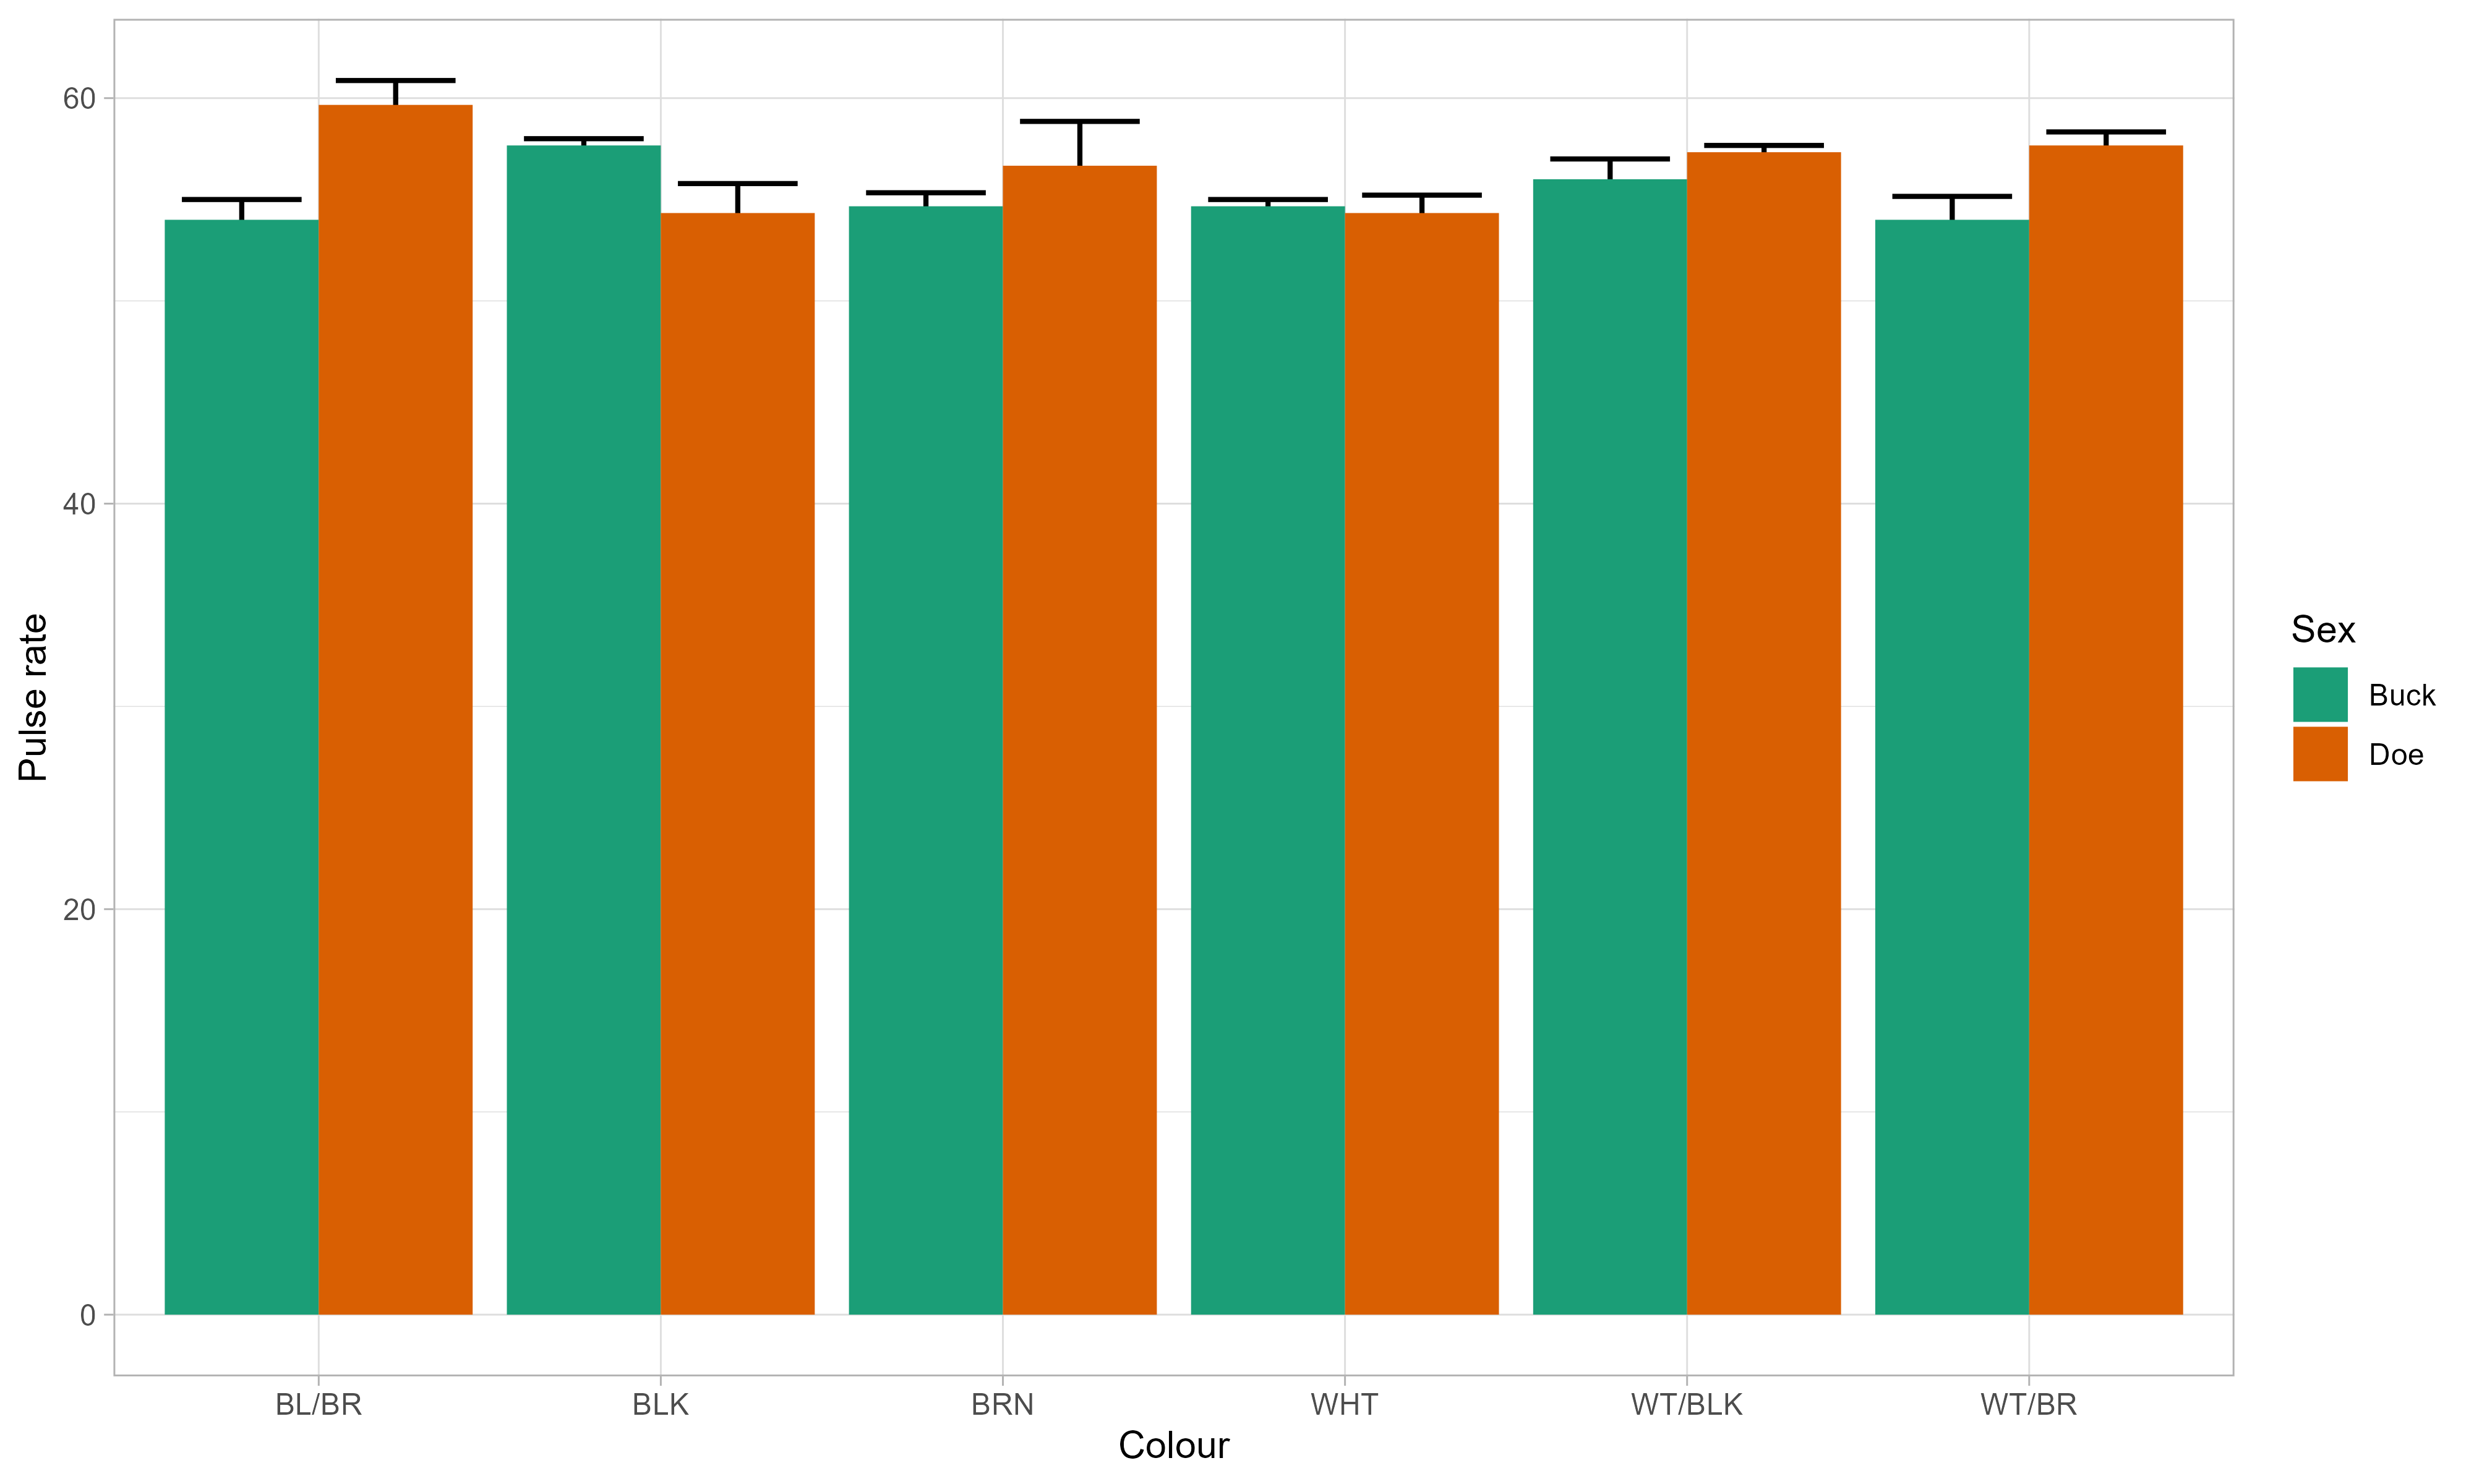 Pulse rate
60
40
20
0
BL/BR BLK BRN WHT WT/BLK WT/BR
Colour
Sex
Buck
Doe